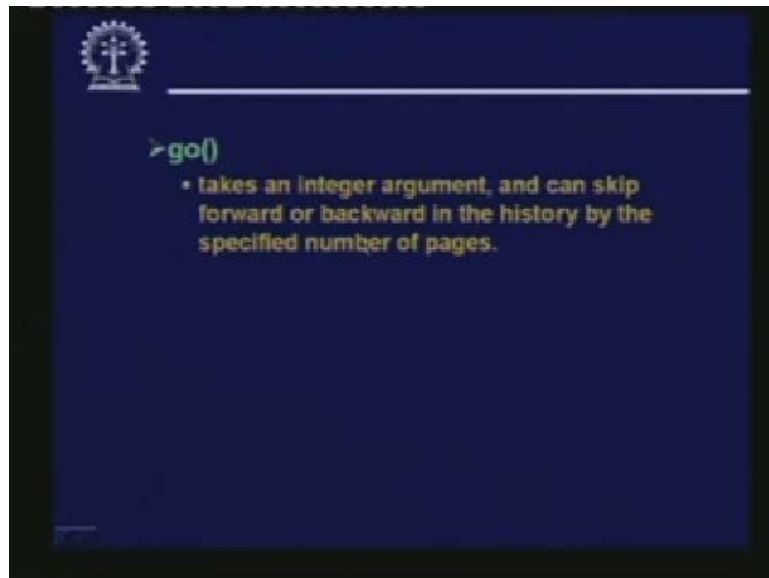 ➢go()
▪ takes an integer argument, and can skip
forward or backward in the history by the
specified number of pages.